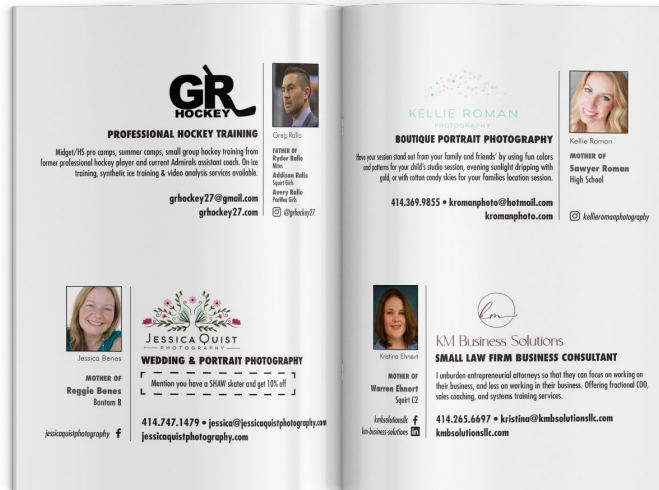 GR
HOCKEY
PROFESSIONAL HOCKEY TRAINING
Midget/HS pro camps, summer camps, small group hockey training from
former professional hockey player and current Admirals assistant coach. On ice
training, synthetic ice training & video analysis services available.
grhockey27@gmail.com
grhockey27.com
Greg Rallo
FATHER OF
Ryder Rallo
Mites
Addison Rallo
Squirt Girls
Avery Rallo
PeeWee Girls
@grhockey27
Jessica Benes
MOTHER OF
Reggie Benes
Bantam B
jessicaquistphotography
JESSICA QUIST
PHOTOGRAPHY
WEDDING & PORTRAIT PHOTOGRAPHY
Mention you have a SHAW skater and get 10% off
414.747.1479 • jessica@jessicaquistphotography.com
jessicaquistphotography.com
KELLIE ROMAN
PHOTOGRAPHY
BOUTIQUE PORTRAIT PHOTOGRAPHY
Have your session stand out from your family and friends' by using fun colors
and patterns for your child's studio session, evening sunlight dripping with
gold, or with cotton candy skies for your families location session.
414.369.9855 • kromanphoto@hotmail.com
kromanphoto.com
Kellie Roman
MOTHER OF
Sawyer Roman
High School
kellieromanphotography
Kristina Ehnert
MOTHER OF
Warren Ehnert
Squirt C2
kmbsolutionsllc
km-business-solutions
km
KM Business Solutions
SMALL LAW FIRM BUSINESS CONSULTANT
I unburden entrepreneurial attorneys so that they can focus on working on
their business, and less on working in their business. Offering fractional COO,
sales coaching, and systems training services.
414.265.6697 • kristina@kmbsolutionsllc.com
kmbsolutionsllc.com